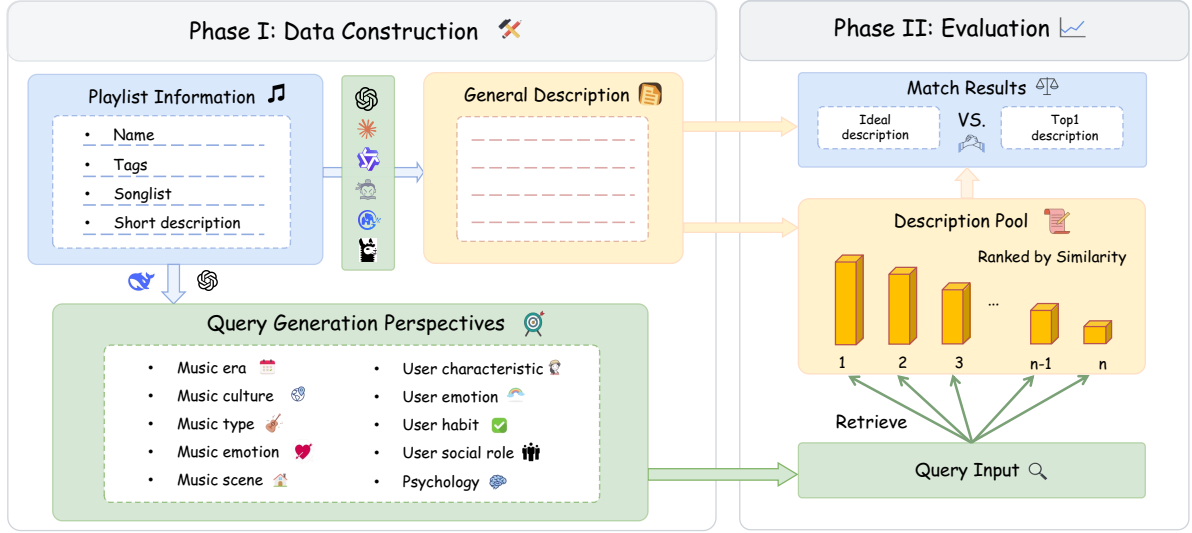 Phase I: Data Construction
Playlist Information
• Name
• Tags
• Songlist
• Short description
General Description
Query Generation Perspectives
• Music era
• Music culture
• Music type
• Music emotion
• Music scene
• User characteristic
• User emotion
• User habit
• User social role
• Psychology
Phase II: Evaluation
Match Results
Ideal
description
VS.
Top1
description
Description Pool
Ranked by Similarity
...
1 2 3 n-1 n
Retrieve
Query Input